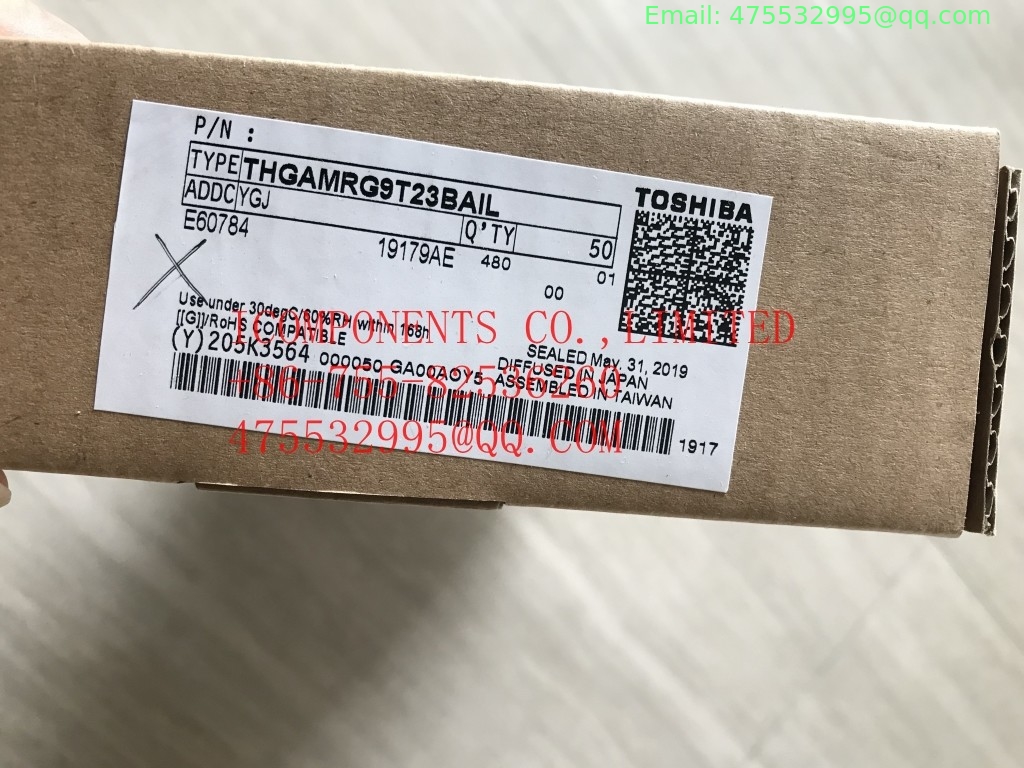 Email: 475532995@qq.com
P/N :
TYPE THGAMRG9T23BAIL
TOSHIBA
ADDC YGJ
Q'TY 50
E60784
19179AE 480 01
00
Use under 30degC/60%RH within 168h
[[G]]/RoHS COMPATIBLE
ICOMPONENTS CO.,LIMITED
SEALED May, 31, 2019
(Y)205K3564 000050 GA00AOY5
DIFFUSED IN JAPAN
ASSEMBLED IN TAIWAN
+86-755-82536260
475532995@QQ.COM
1917